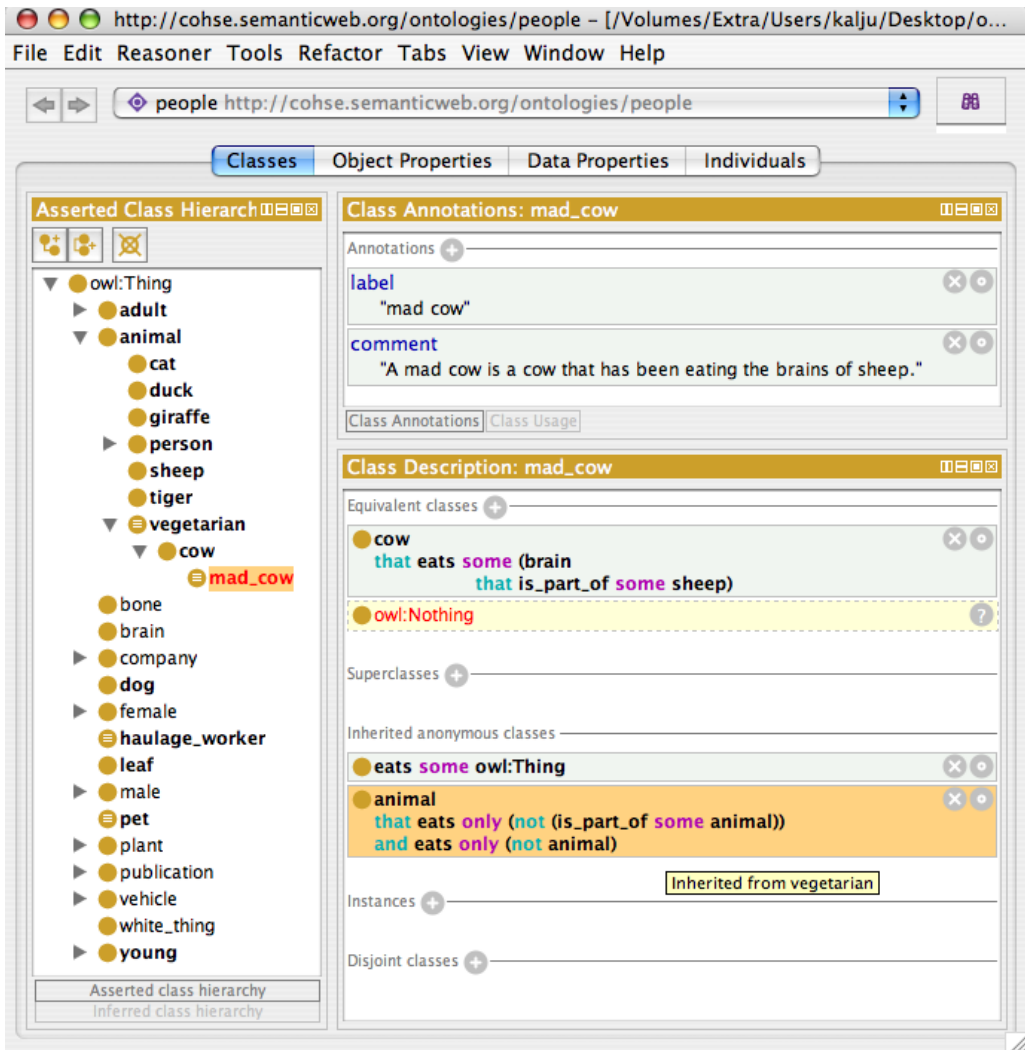 http://cohse.semanticweb.org/ontologies/people – [/Volumes/Extra/Users/kalju/Desktop/o...
File Edit Reasoner Tools Refactor Tabs View Window Help
people http://cohse.semanticweb.org/ontologies/people
Classes Object Properties Data Properties Individuals
Asserted Class Hierarch
owl:Thing
adult
animal
cat
duck
giraffe
person
sheep
tiger
vegetarian
cow
mad_cow
bone
brain
company
dog
female
haulage_worker
leaf
male
pet
plant
publication
vehicle
white_thing
young
Asserted class hierarchy
Inferred class hierarchy
Class Annotations: mad_cow
Annotations
label
"mad cow"
comment
"A mad cow is a cow that has been eating the brains of sheep."
Class Annotations Class Usage
Class Description: mad_cow
Equivalent classes
cow
that eats some (brain
that is_part_of some sheep)
owl:Nothing
?
Superclasses
Inherited anonymous classes
eats some owl:Thing
animal
that eats only (not (is_part_of some animal))
and eats only (not animal)
Inherited from vegetarian
Instances
Disjoint classes